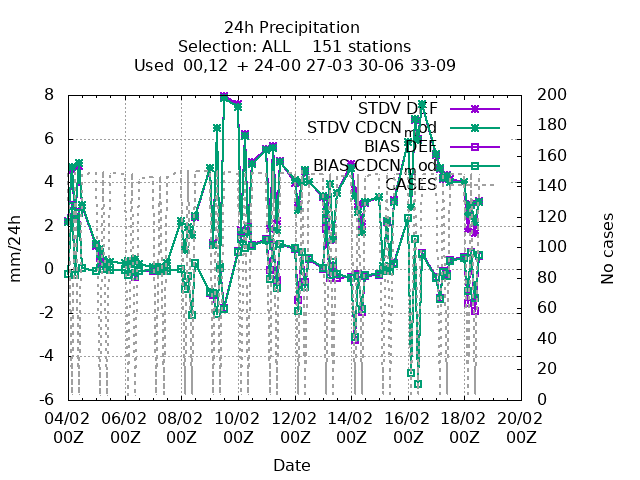 24h Precipitation
Selection: ALL    151 stations
Used  00,12  + 24-00 27-03 30-06 33-09
STDV DEF
STDV CDCN_mod
BIAS DEF
BIAS CDCN_mod
CASES
8
6
4
2
0
-2
-4
-6
200
180
160
140
120
100
80
60
40
20
0
mm/24h
No cases
04/02 06/02 08/02 10/02 12/02 14/02 16/02 18/02 20/02
00Z 00Z 00Z 00Z 00Z 00Z 00Z 00Z 00Z
Date